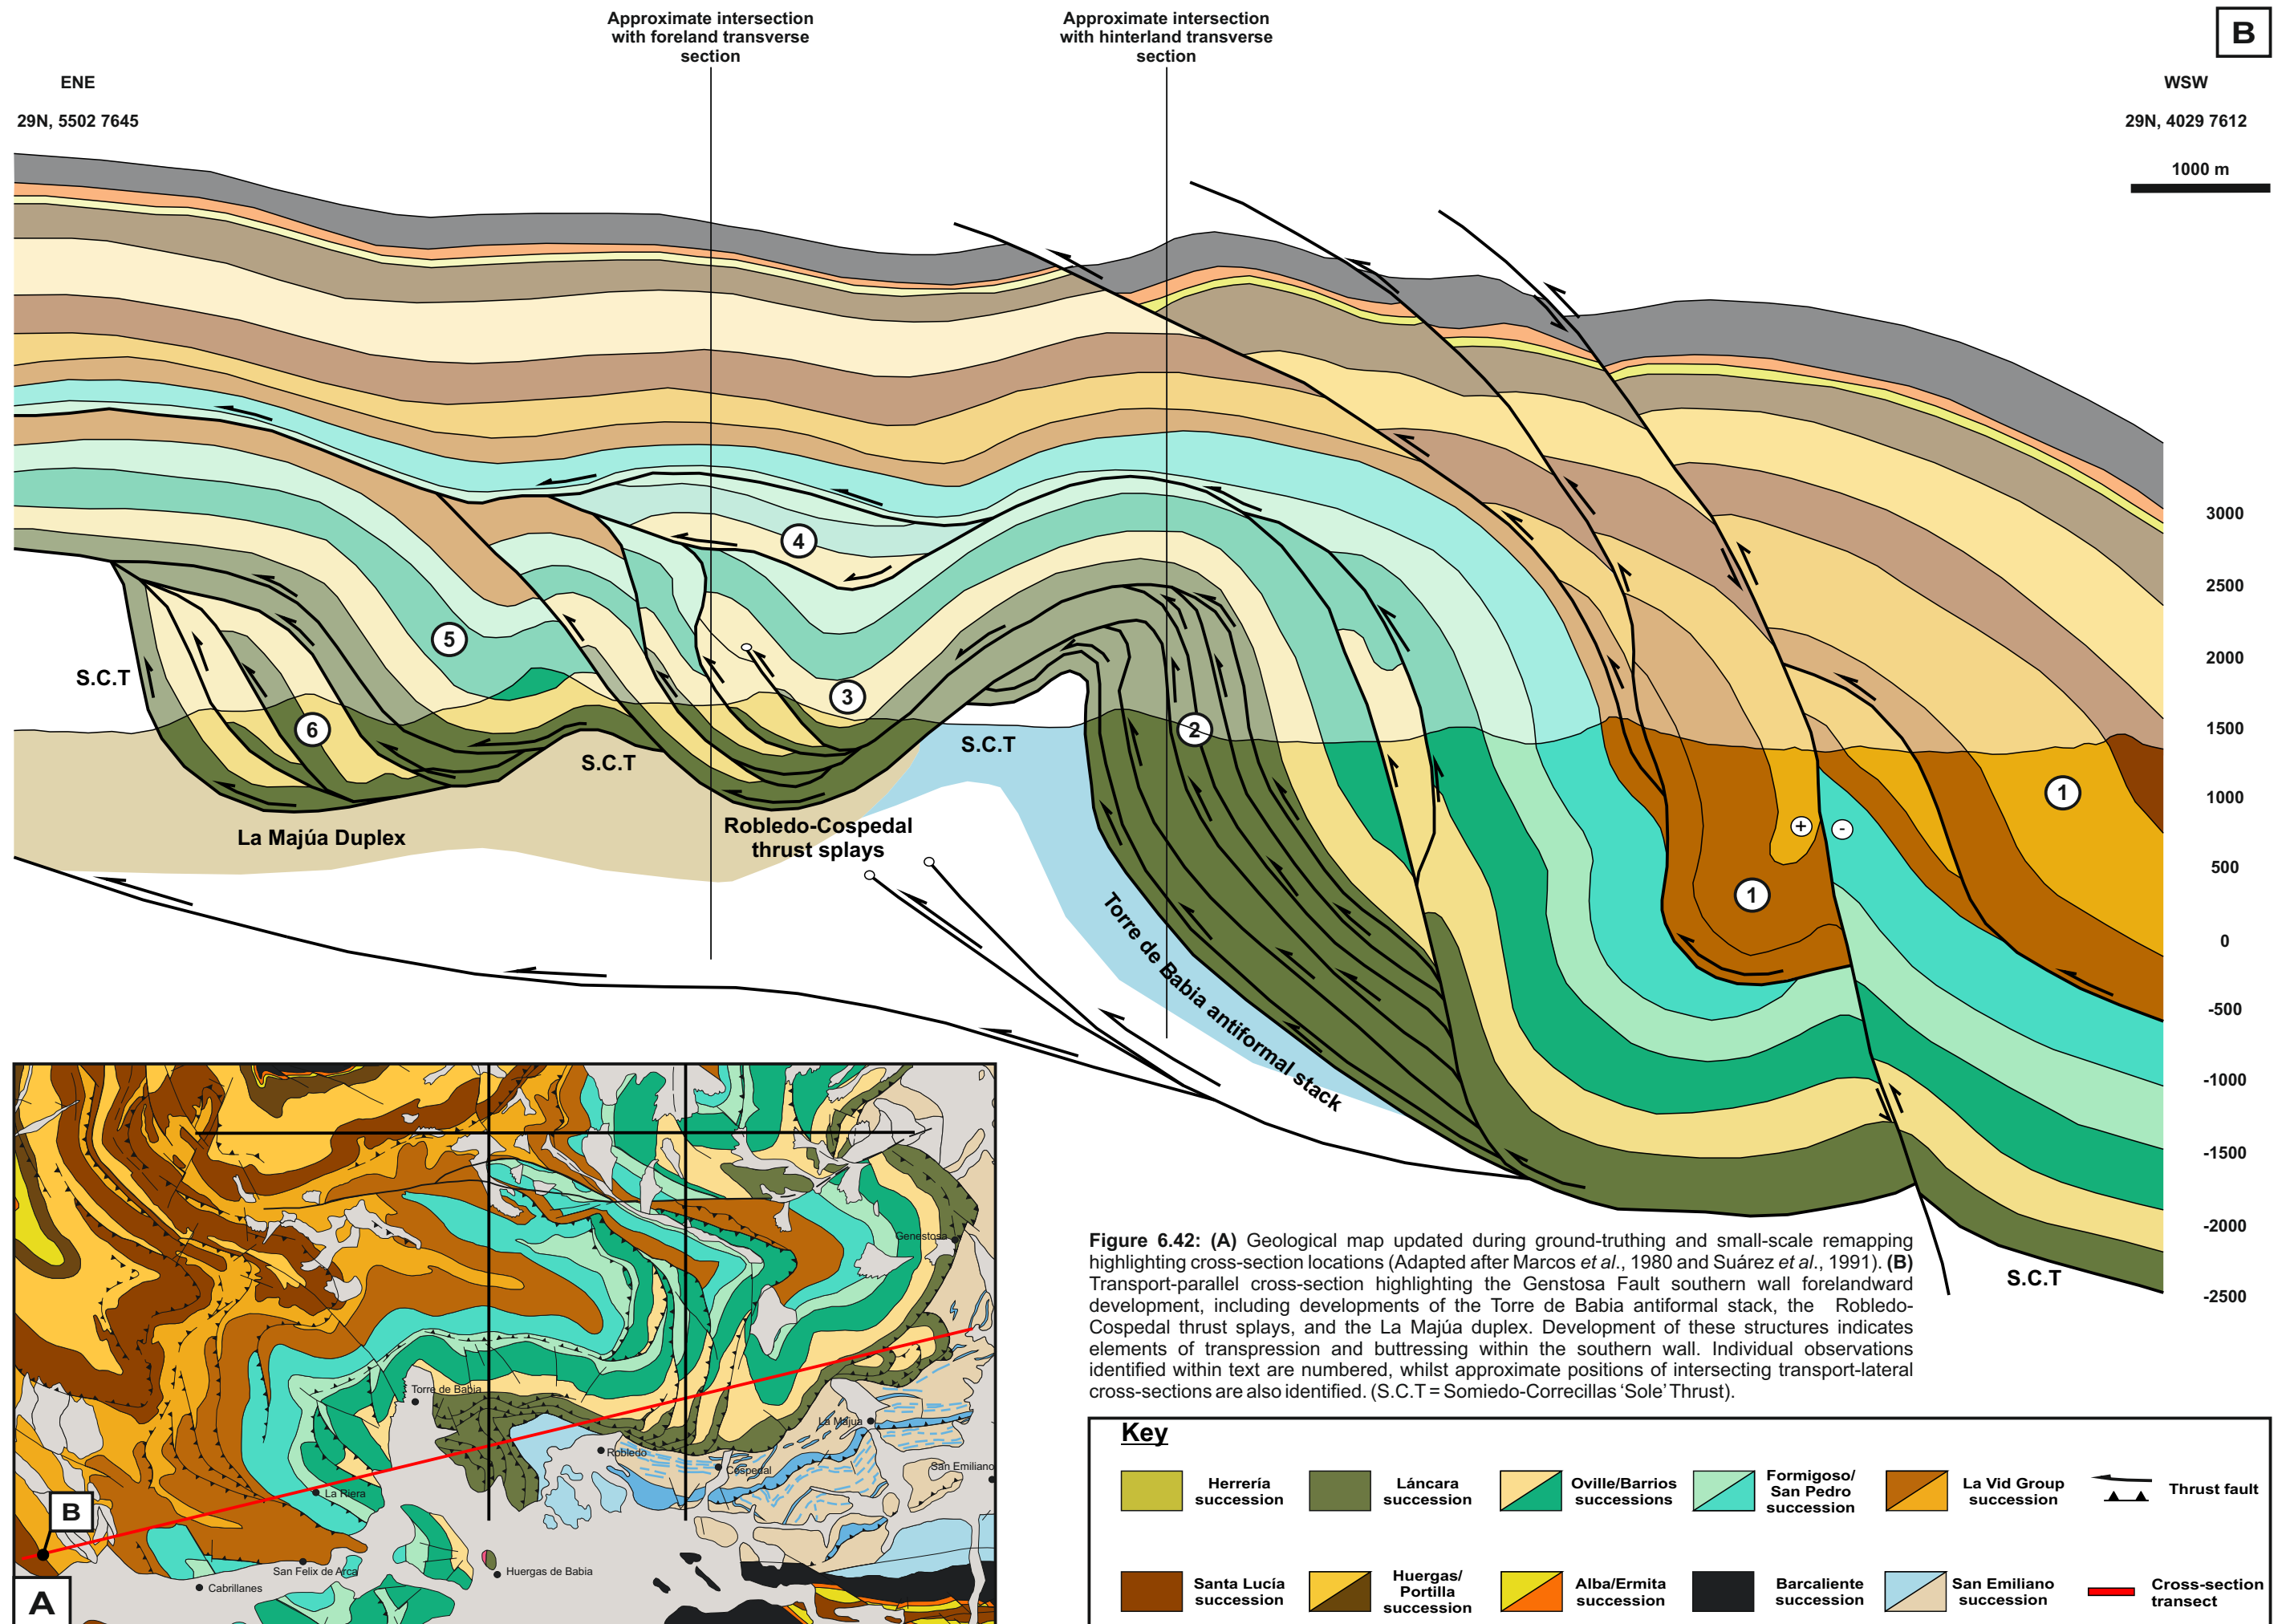 Approximate intersection
with foreland transverse
section
Approximate intersection
with hinterland transverse
section
B
ENE
29N, 5502 7645
WSW
29N, 4029 7612
1000 m
3000
2500
2000
1500
1000
500
0
-500
-1000
-1500
-2000
-2500
4
5
3
2
6
1
1
+
-
S.C.T
S.C.T
S.C.T
S.C.T
La Majúa Duplex
Robledo-Cospedal
thrust splays
Torre de Babia antiformal stack
Genestosa
Torre de Babia
La Majua
Robledo
Cospedal
San Emiliano
La Riera
B
San Felix de Arca
Huergas de Babia
Cabrillanes
A
Figure 6.42: (A) Geological map updated during ground-truthing and small-scale remapping
highlighting cross-section locations (Adapted after Marcos et al., 1980 and Suárez et al., 1991). (B)
Transport-parallel cross-section highlighting the Genstosa Fault southern wall forelandward
development, including developments of the Torre de Babia antiformal stack, the Robledo-
Cospedal thrust splays, and the La Majúa duplex. Development of these structures indicates
elements of transpression and buttressing within the southern wall. Individual observations
identified within text are numbered, whilst approximate positions of intersecting transport-lateral
cross-sections are also identified. (S.C.T = Somiedo-Correcillas ‘Sole’ Thrust).
Key
Herrería
succession
Láncara
succession
Oville/Barrios
successions
Formigoso/
San Pedro
succession
La Vid Group
succession
Thrust fault
Santa Lucía
succession
Huergas/
Portilla
succession
Alba/Ermita
succession
Barcaliente
succession
San Emiliano
succession
Cross-section
transect